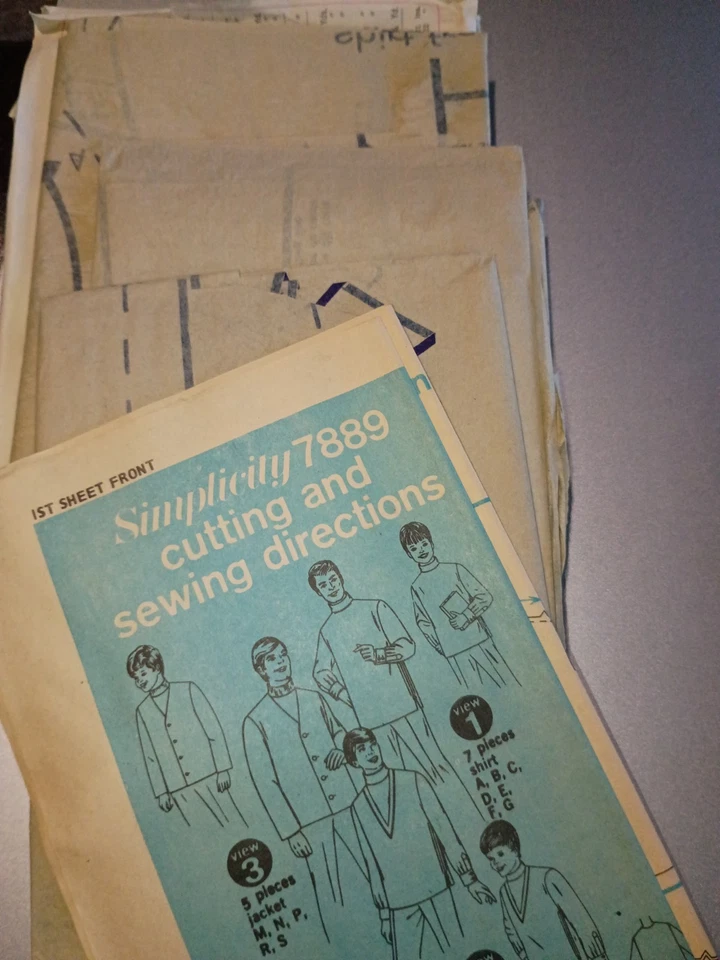 1ST SHEET FRONT
Simplicity 7889
cutting and
sewing directions
view
1
7 pieces
shirt
A, B, C,
D, E,
F, G
view
3
5 pieces
jacket
M, N, P,
R, S
view